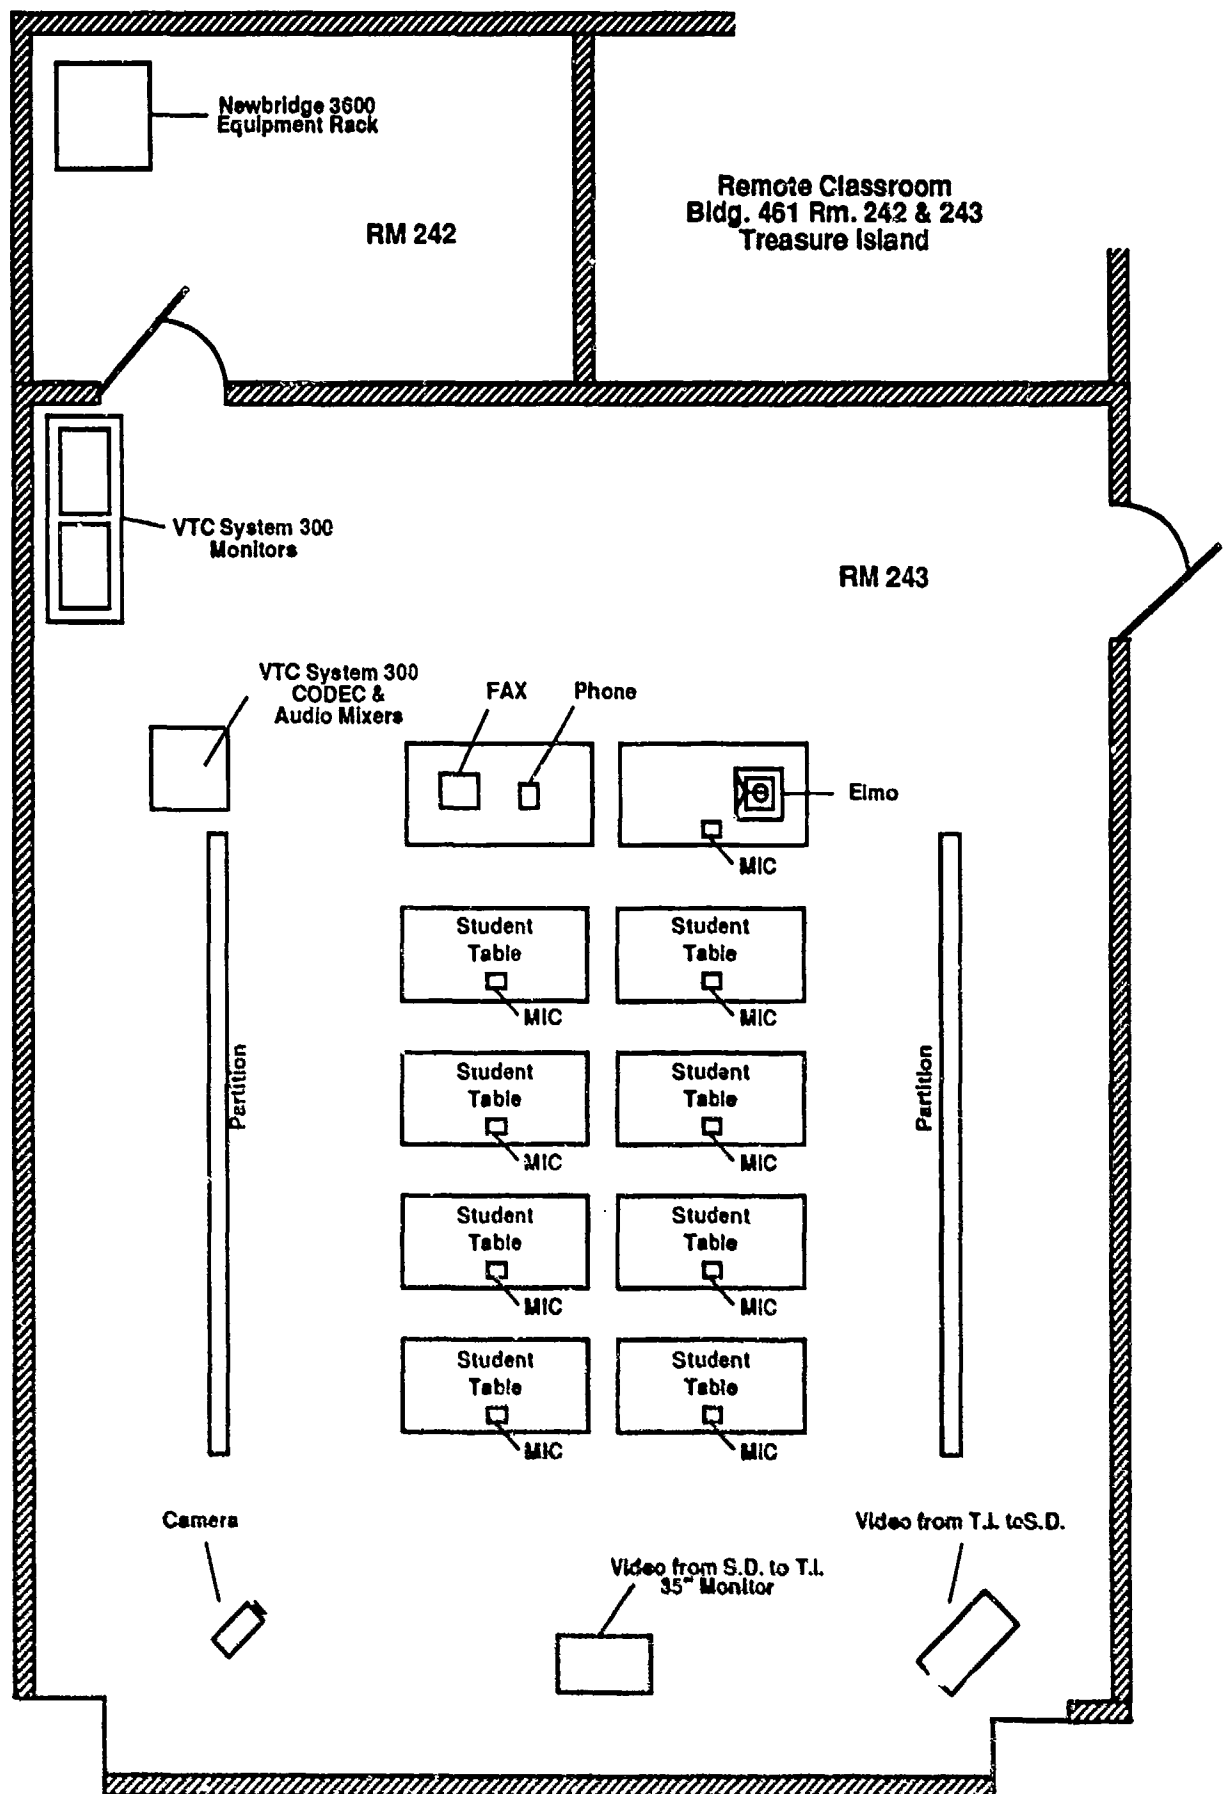 Newbridge 3600
Equipment Rack
RM 242
Remote Classroom
Bldg. 461 Rm. 242 & 243
Treasure Island
VTC System 300
Monitors
RM 243
VTC System 300
CODEC &
Audio Mixers
FAX
Phone
Elmo
MIC
Student
Table
MIC
Student
Table
MIC
Partition
Partition
Student
Table
MIC
Student
Table
MIC
Student
Table
MIC
Student
Table
MIC
Student
Table
MIC
Student
Table
MIC
Camera
Video from T.I. to S.D.
Video from S.D. to T.I.
35" Monitor